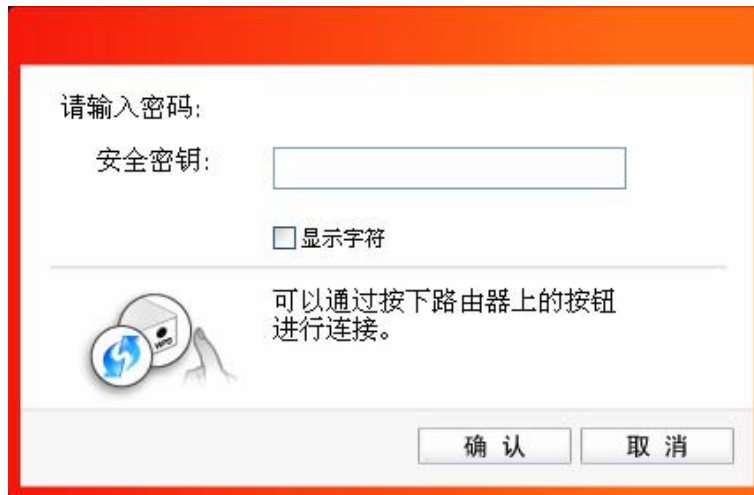 请输入密码:
安全密钥:
显示字符
可以通过按下路由器上的按钮
进行连接。
WPS
确 认
取 消